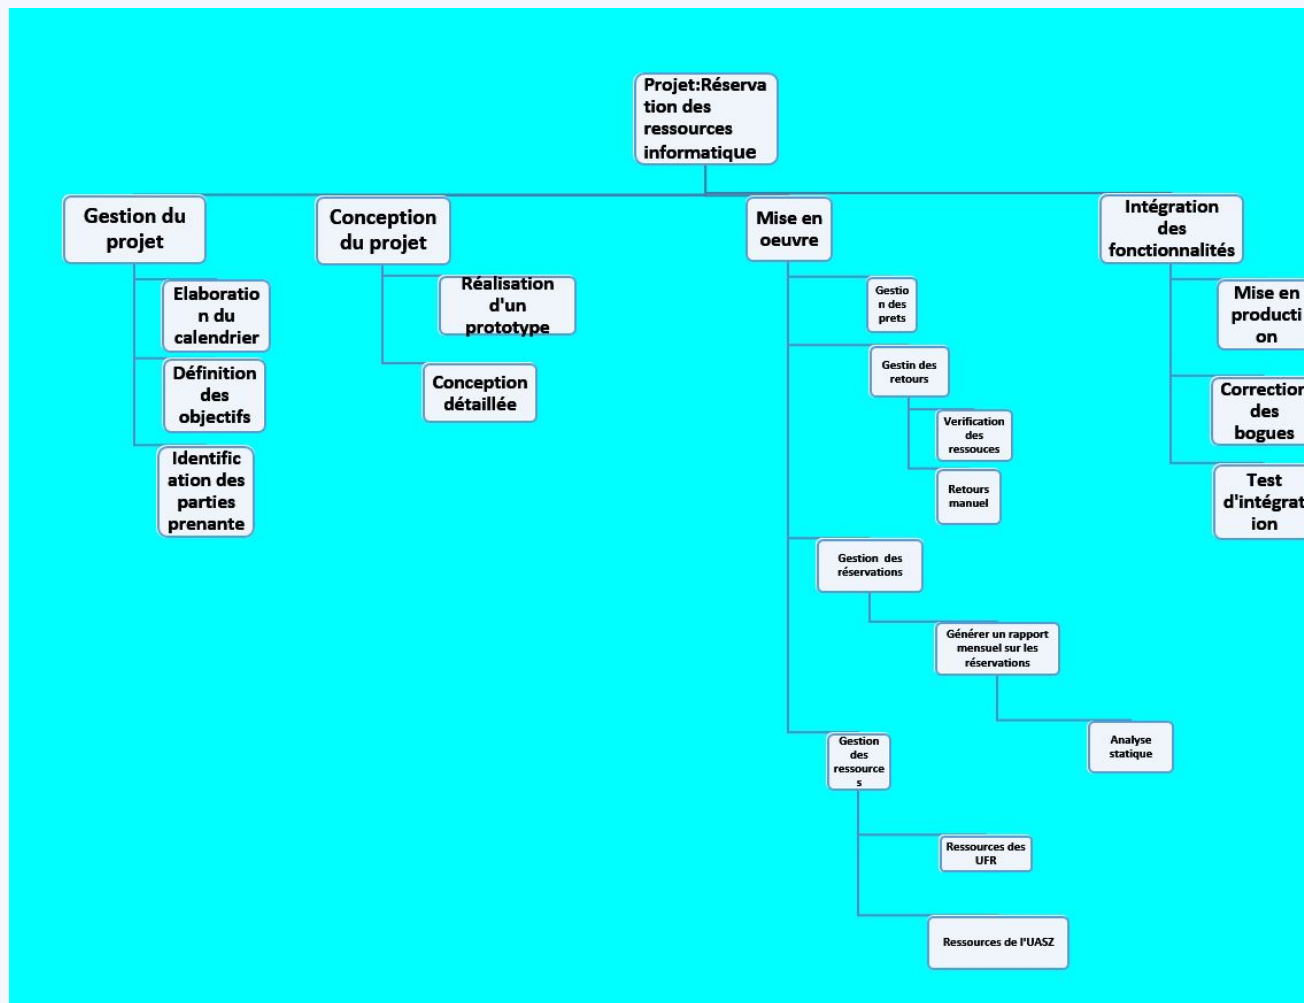 Projet:Réserva
tion des
ressources
informatique
Gestion du
projet
Elaboratio
n du
calendrier
Définition
des
objectifs
Identific
ation des
parties
prenante
Conception
du projet
Réalisation
d'un
prototype
Conception
détaillée
Mise en
oeuvre
Gestio
n des
prets
Gestin des
retours
Verification
des
ressouces
Retours
manuel
Gestion des
réservations
Générer un rapport
mensuel sur les
réservations
Analyse
statique
Gestion
des
ressource
s
Ressources des
UFR
Ressources de l'UASZ
Intégration
des
fonctionnalités
Mise en
producti
on
Correction
des
bogues
Test
d'intégrat
ion